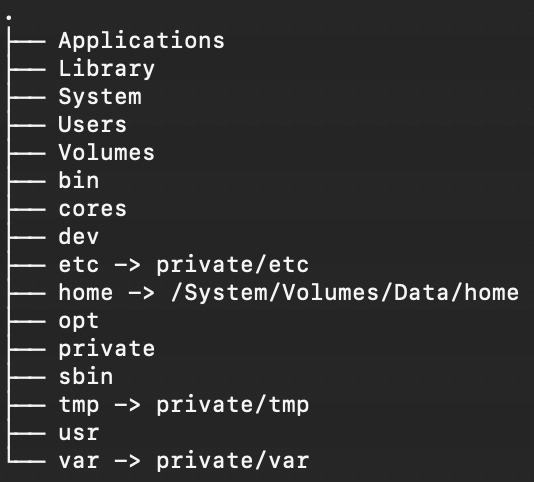 .
├── Applications
├── Library
├── System
├── Users
├── Volumes
├── bin
├── cores
├── dev
├── etc -> private/etc
├── home -> /System/Volumes/Data/home
├── opt
├── private
├── sbin
├── tmp -> private/tmp
├── usr
└── var -> private/var